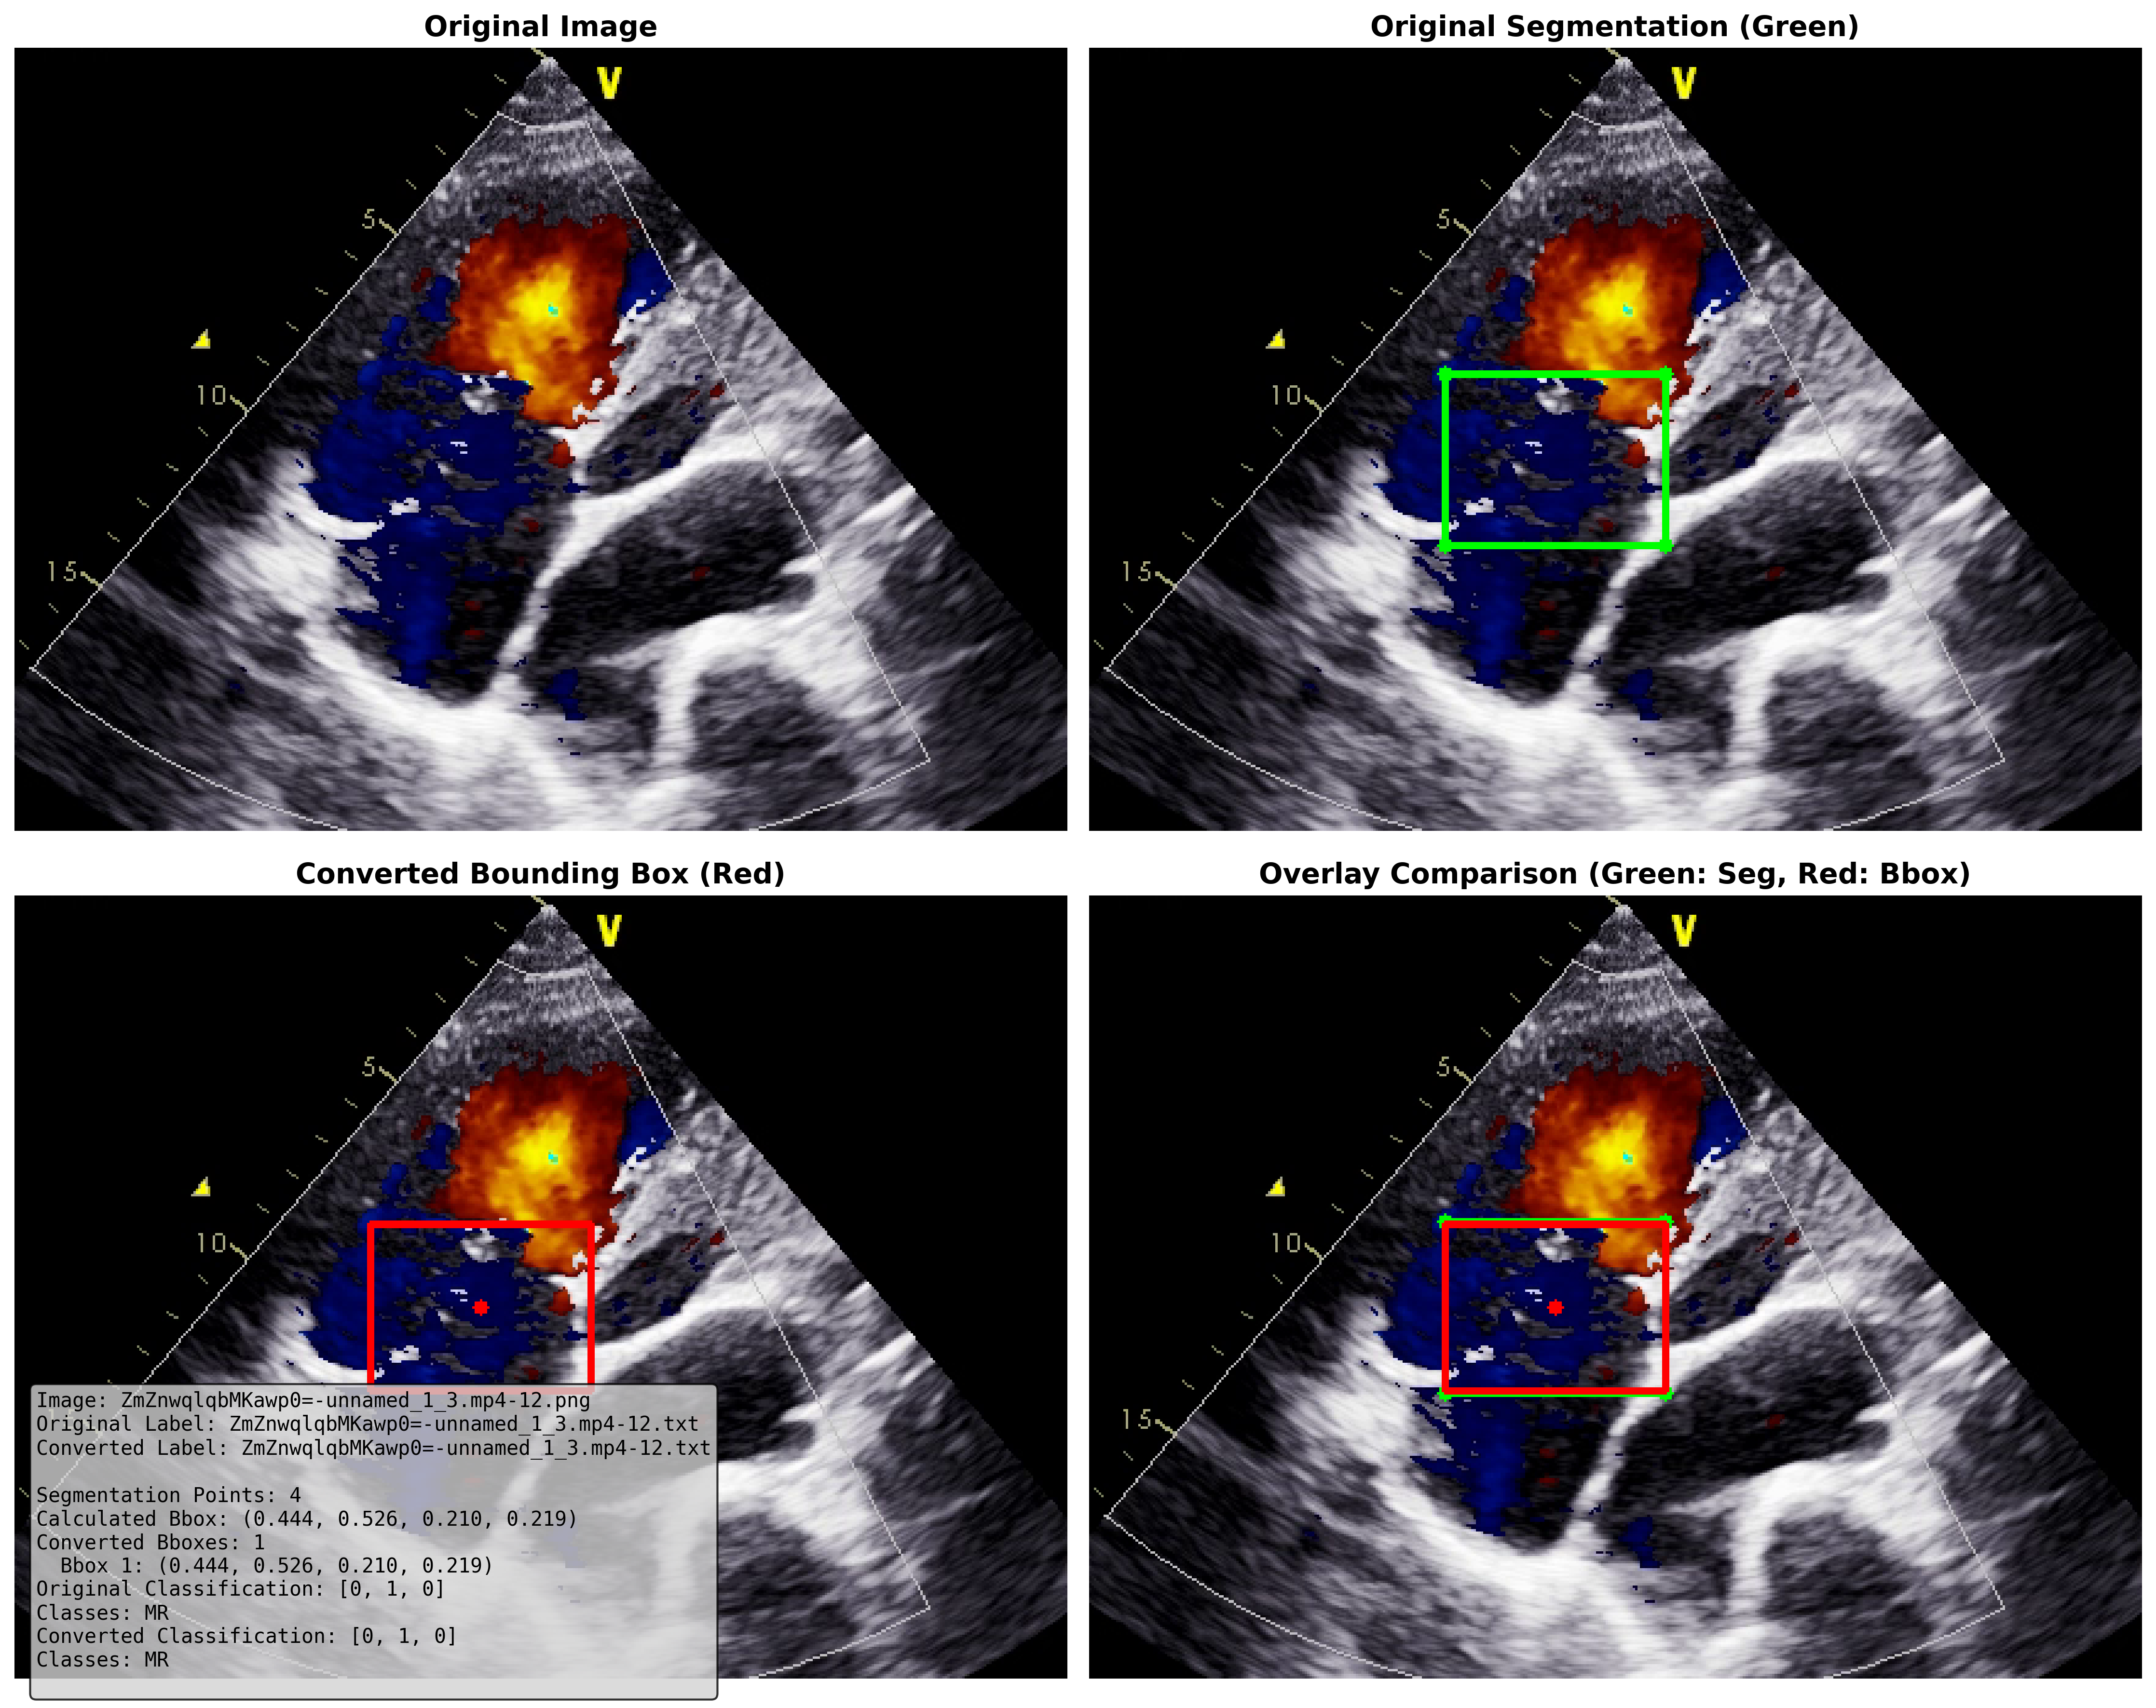 Original Image
Original Segmentation (Green)
V
5
10
15
V
5
10
15
Converted Bounding Box (Red)
Overlay Comparison (Green: Seg, Red: Bbox)
V
5
10
V
5
10
15
Image: ZmZnwqlqbMKawp0=-unnamed_1_3.mp4-12.png
Original Label: ZmZnwqlqbMKawp0=-unnamed_1_3.mp4-12.txt
Converted Label: ZmZnwqlqbMKawp0=-unnamed_1_3.mp4-12.txt
Segmentation Points: 4
Calculated Bbox: (0.444, 0.526, 0.210, 0.219)
Converted Bboxes: 1
Bbox 1: (0.444, 0.526, 0.210, 0.219)
Original Classification: [0, 1, 0]
Classes: MR
Converted Classification: [0, 1, 0]
Classes: MR